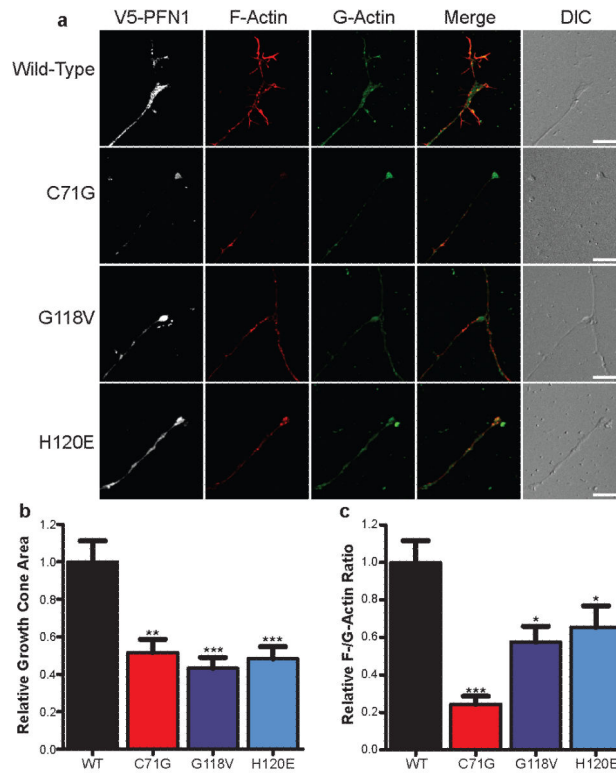 a
V5-PFN1 F-Actin G-Actin Merge DIC
Wild-Type
C71G
G118V
H120E
b
Relative Growth Cone Area
1.2
1.0
0.8
0.6
0.4
0.2
0.0
** *** ***
WT C71G G118V H120E
c
Relative F-/G-Actin Ratio
1.2
1.0
0.8
0.6
0.4
0.2
0.0
*** * *
WT C71G G118V H120E